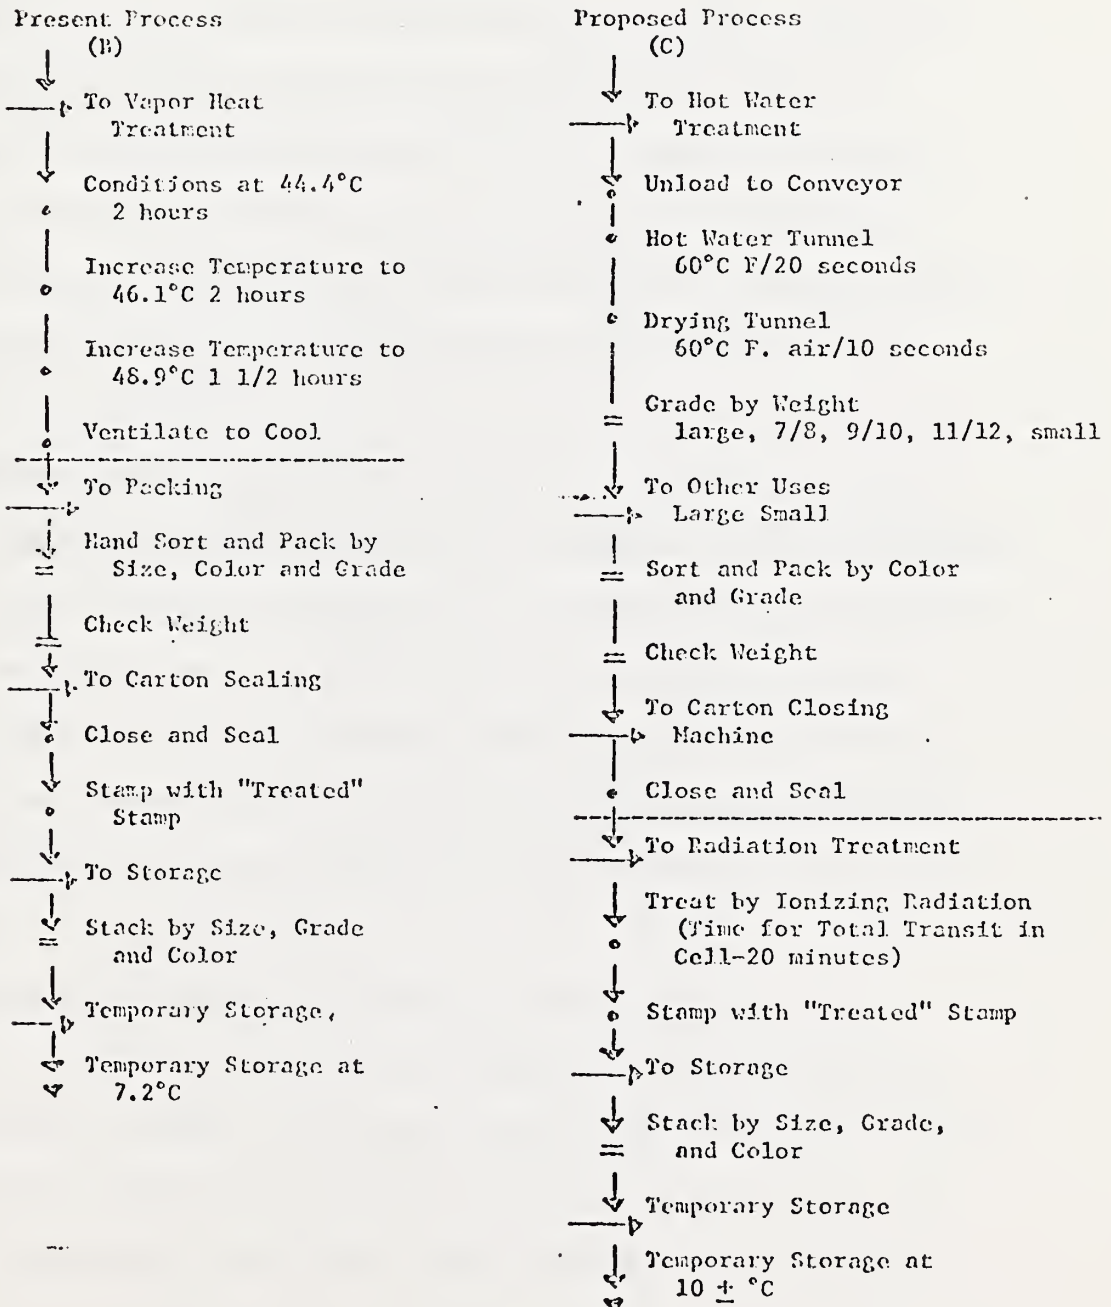 Present Process
(B)
To Vapor Heat
Treatment
Conditions at 44.4°C
2 hours
Increase Temperature to
46.1°C 2 hours
Increase Temperature to
48.9°C 1 1/2 hours
Ventilate to Cool
To Packing
Hand Sort and Pack by
Size, Color and Grade
Check Weight
To Carton Sealing
Close and Seal
Stamp with "Treated"
Stamp
To Storage
Stack by Size, Grade
and Color
Temporary Storage,
Temporary Storage at
7.2°C
Proposed Process
(C)
To Hot Water
Treatment
Unload to Conveyor
Hot Water Tunnel
60°C F/20 seconds
Drying Tunnel
60°C F. air/10 seconds
Grade by Weight
large, 7/8, 9/10, 11/12, small
To Other Uses
Large Small
Sort and Pack by Color
and Grade
Check Weight
To Carton Closing
Machine
Close and Seal
To Radiation Treatment
Treat by Ionizing Radiation
(Time for Total Transit in
Cell-20 minutes)
Stamp with "Treated" Stamp
To Storage
Stack by Size, Grade,
and Color
Temporary Storage
Temporary Storage at
10 ± °C